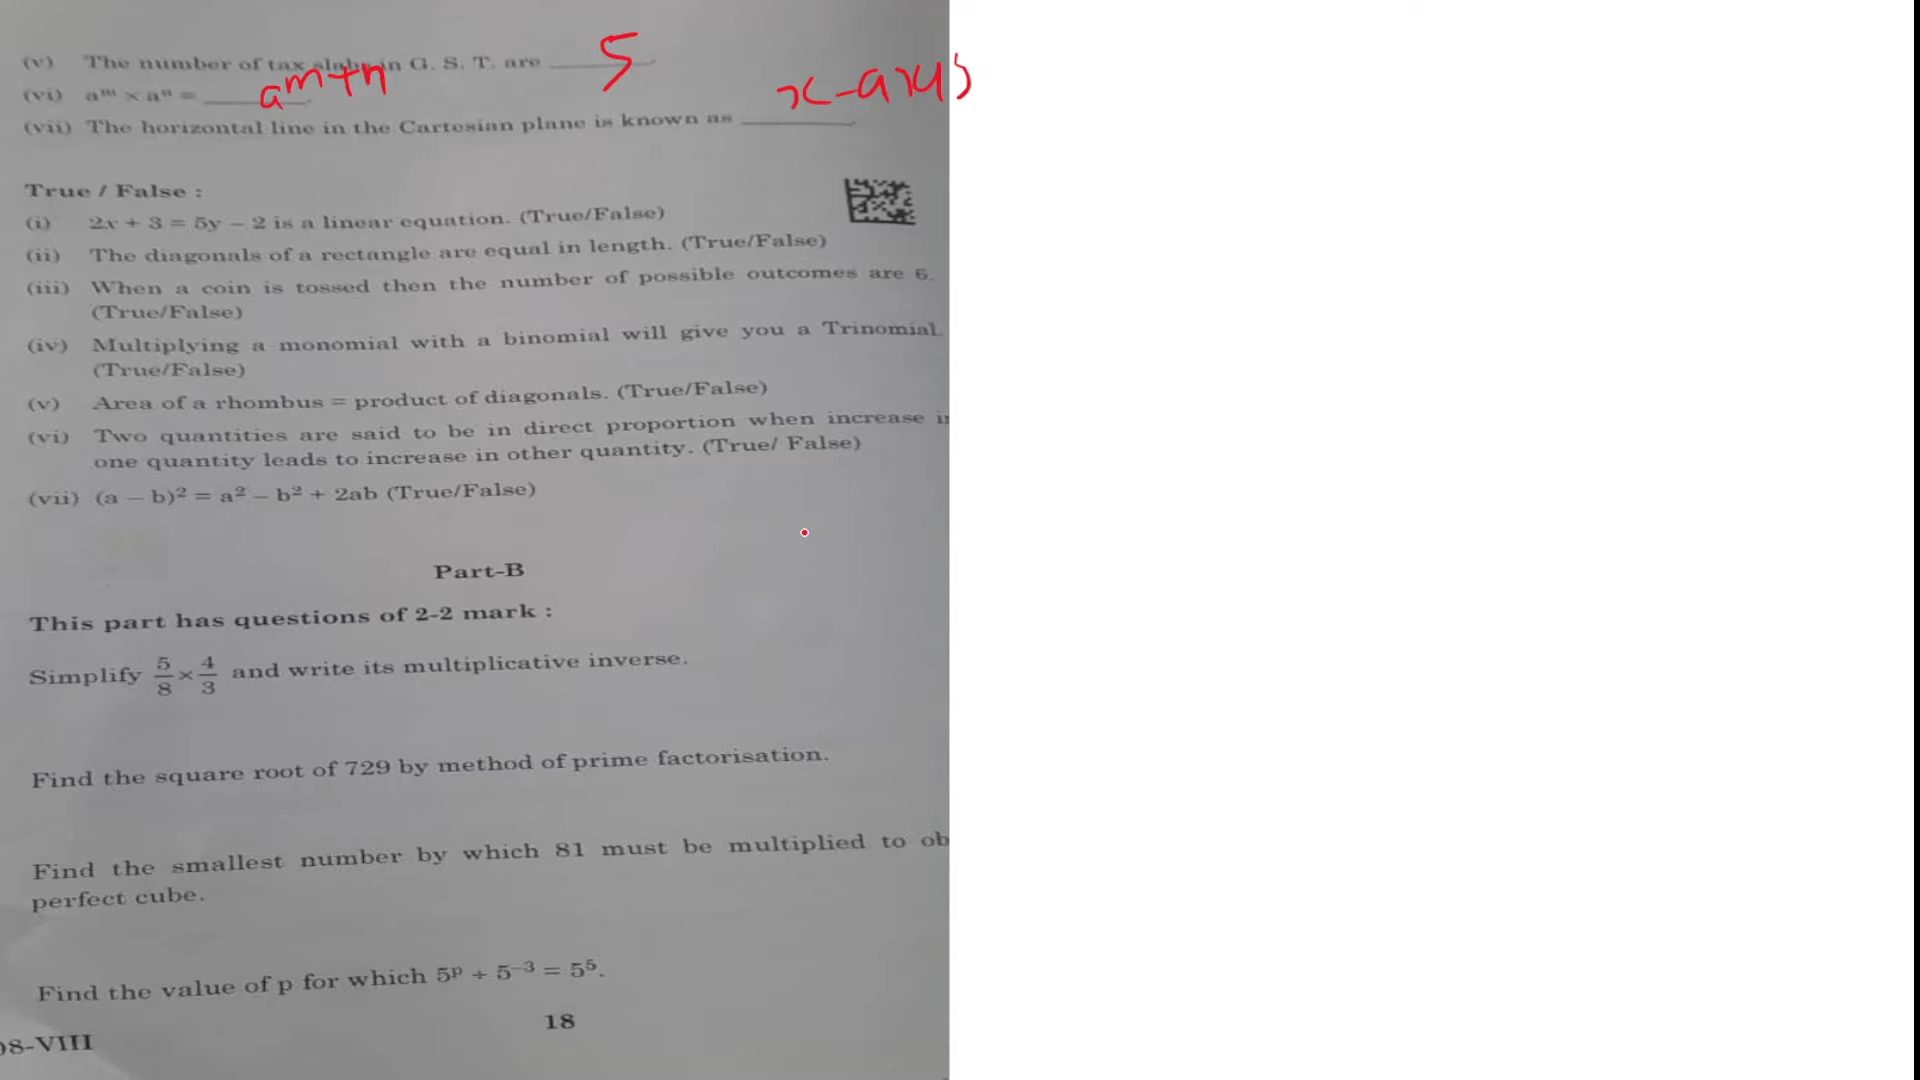 (v) The number of tax slabs in G. S. T. are ______. 5
(vi) aᵐ × aⁿ = ______. aᵐ⁺ⁿ
(vii) The horizontal line in the Cartesian plane is known as ______. x-axis
True / False :
(i) 2x + 3 = 5y – 2 is a linear equation. (True/False)
(ii) The diagonals of a rectangle are equal in length. (True/False)
(iii) When a coin is tossed then the number of possible outcomes are 6.
(True/False)
(iv) Multiplying a monomial with a binomial will give you a Trinomial.
(True/False)
(v) Area of a rhombus = product of diagonals. (True/False)
(vi) Two quantities are said to be in direct proportion when increase in
one quantity leads to increase in other quantity. (True/ False)
(vii) (a – b)² = a² – b² + 2ab (True/False)
Part-B
This part has questions of 2-2 mark :
Simplify 5/8 × 4/3 and write its multiplicative inverse.
Find the square root of 729 by method of prime factorisation.
Find the smallest number by which 81 must be multiplied to ob
perfect cube.
Find the value of p for which 5ᵖ ÷ 5⁻³ = 5⁵.
18
08-VIII